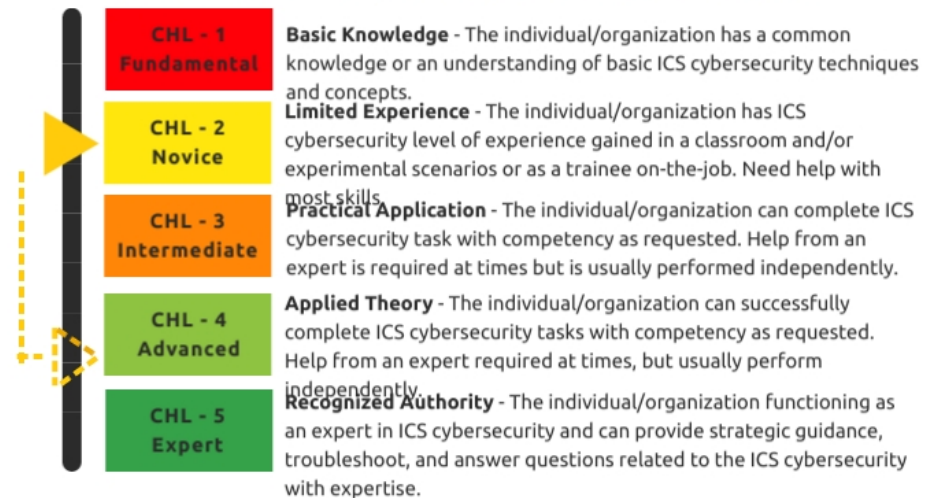 CHL - 1
Fundamental
Basic Knowledge - The individual/organization has a common
knowledge or an understanding of basic ICS cybersecurity techniques
and concepts.
CHL - 2
Novice
Limited Experience - The individual/organization has ICS
cybersecurity level of experience gained in a classroom and/or
experimental scenarios or as a trainee on-the-job. Need help with
most skills.
CHL - 3
Intermediate
Practical Application - The individual/organization can complete ICS
cybersecurity task with competency as requested. Help from an
expert is required at times but is usually performed independently.
CHL - 4
Advanced
Applied Theory - The individual/organization can successfully
complete ICS cybersecurity tasks with competency as requested.
Help from an expert required at times, but usually perform
independently.
CHL - 5
Expert
Recognized Authority - The individual/organization functioning as
an expert in ICS cybersecurity and can provide strategic guidance,
troubleshoot, and answer questions related to the ICS cybersecurity
with expertise.